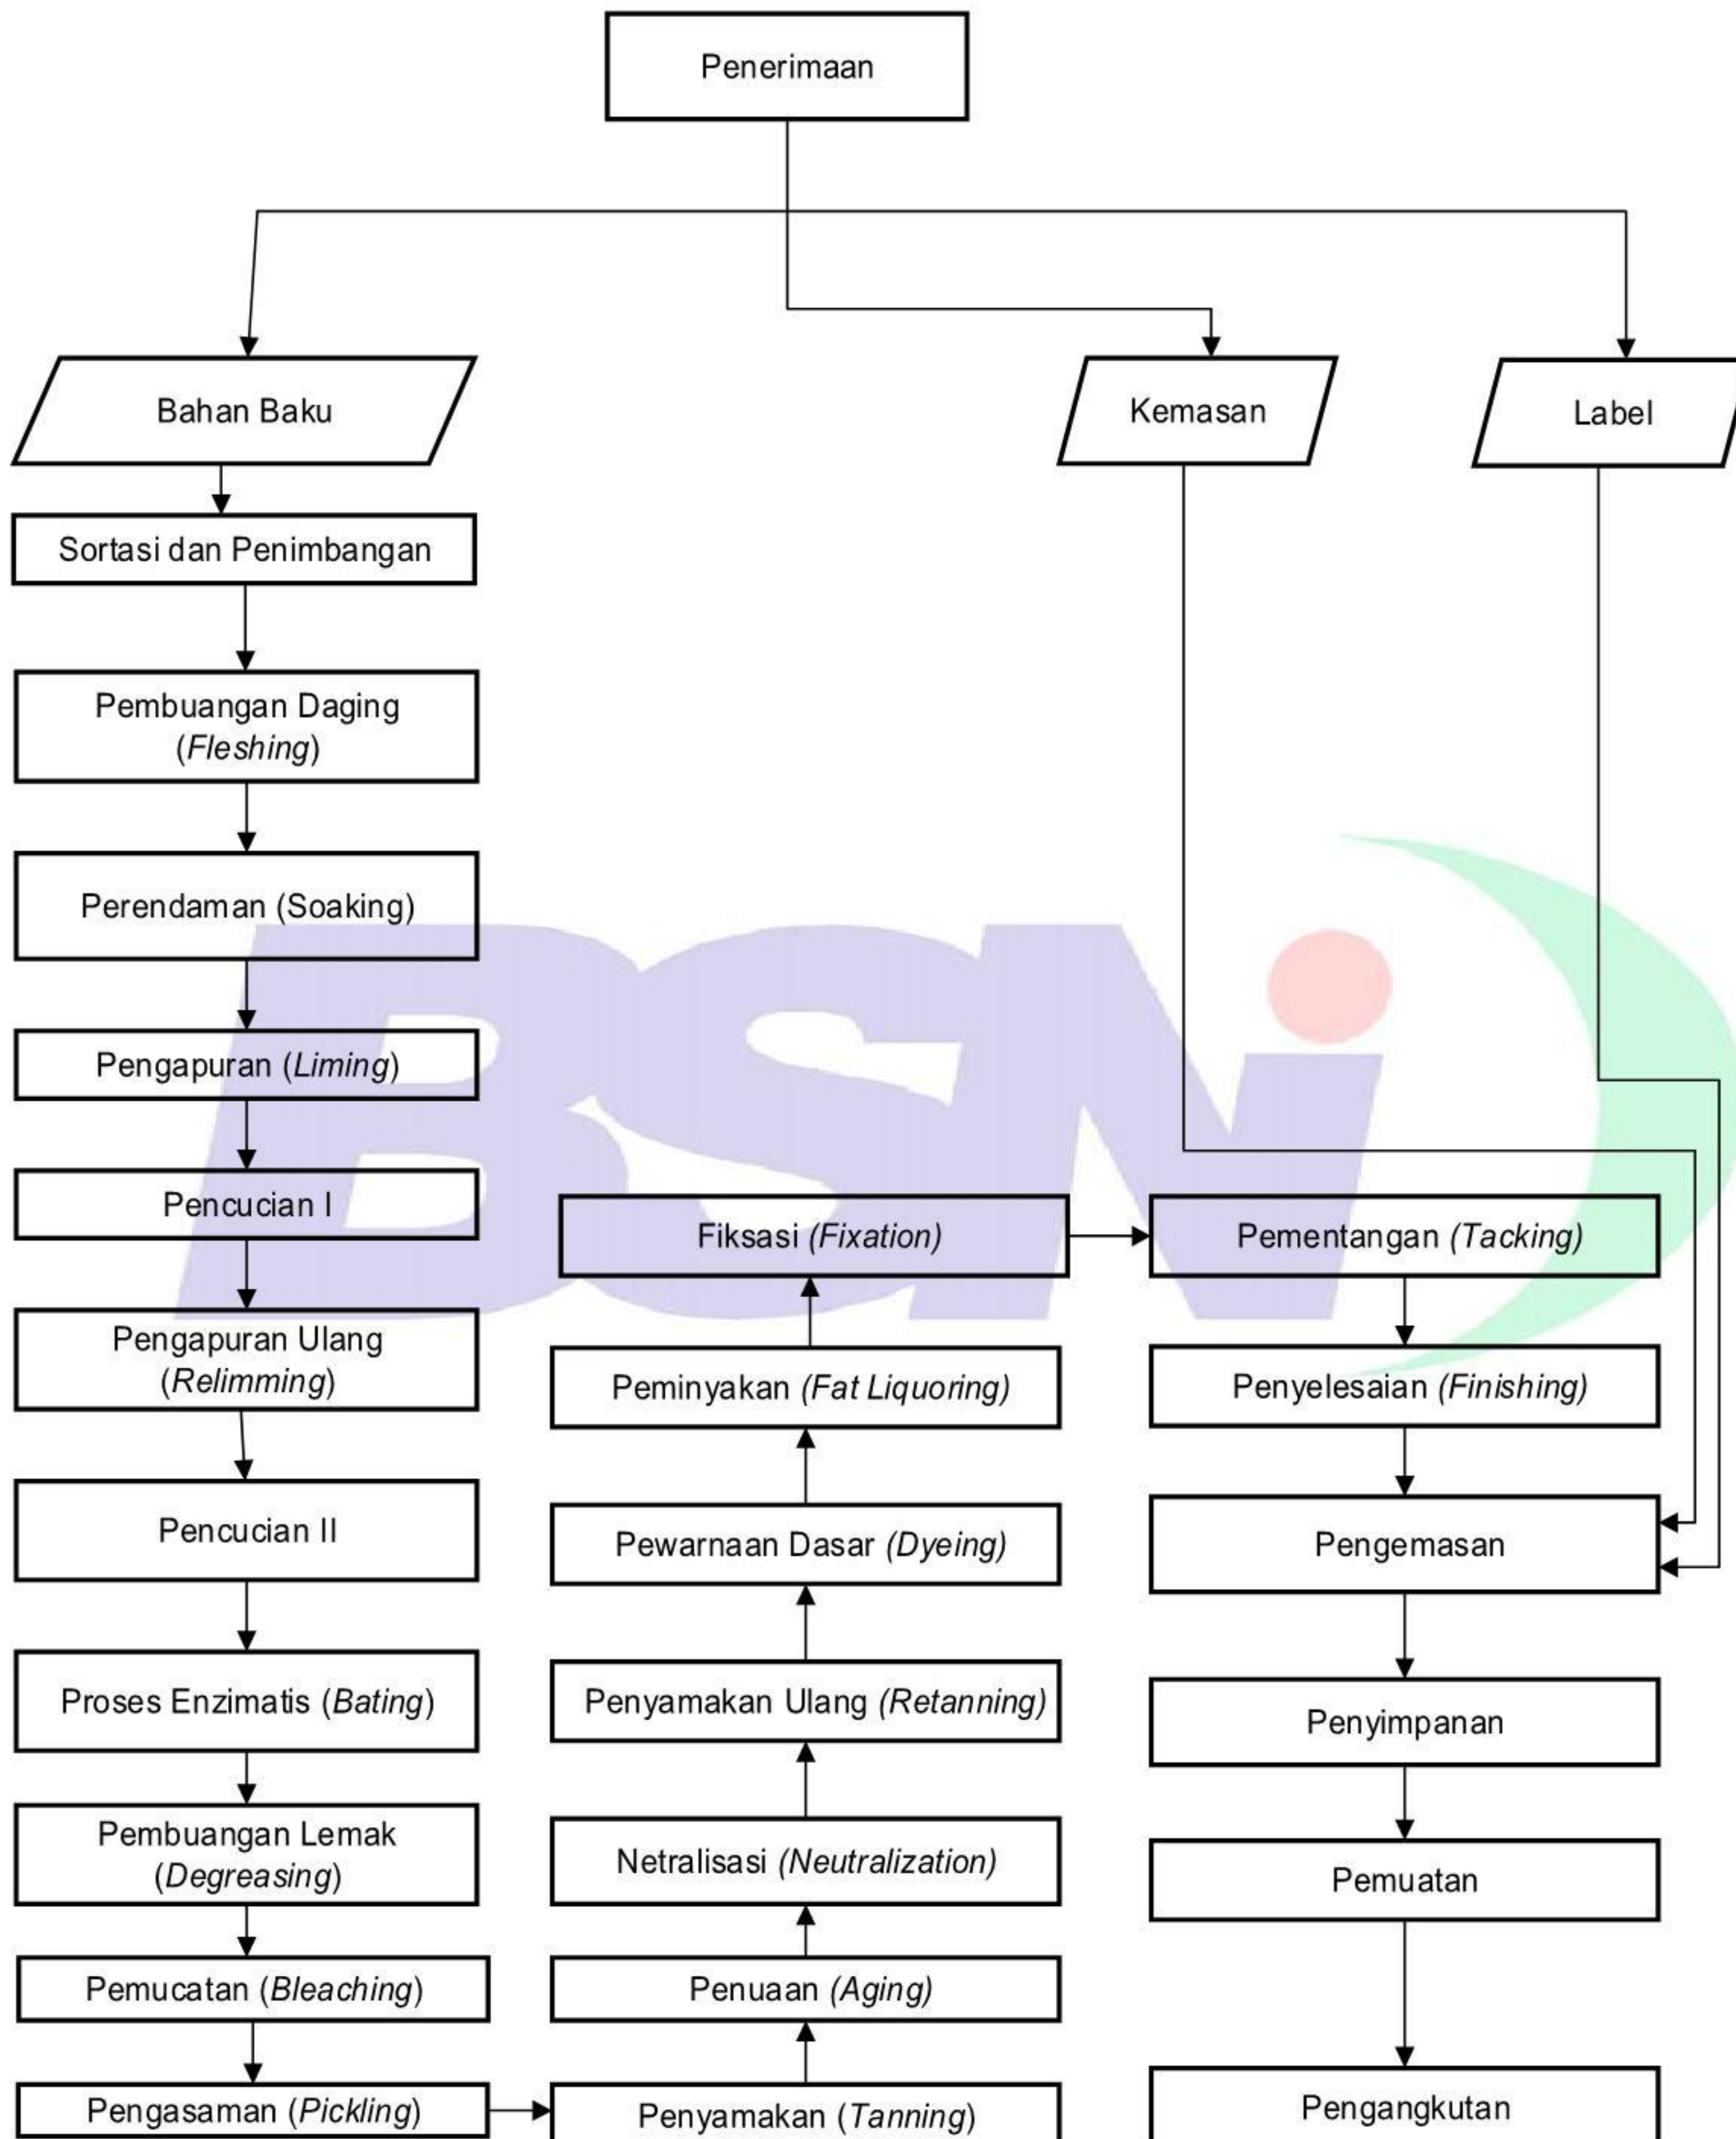 Penerimaan
Bahan Baku
Kemasan
Label
Sortasi dan Penimbangan
Pembuangan Daging
(Fleshing)
Perendaman (Soaking)
Pengapuran (Liming)
Pencucian I
Pengapuran Ulang
(Relimming)
Pencucian II
Proses Enzimatis (Bating)
Pembuangan Lemak
(Degreasing)
Pemucatan (Bleaching)
Pengasaman (Pickling)
Penyamakan (Tanning)
Penuaan (Aging)
Netralisasi (Neutralization)
Penyamakan Ulang (Retanning)
Pewarnaan Dasar (Dyeing)
Peminyakan (Fat Liquoring)
Fiksasi (Fixation)
Pementangan (Tacking)
Penyelesaian (Finishing)
Pengemasan
Penyimpanan
Pemuatan
Pengangkutan
BSNi